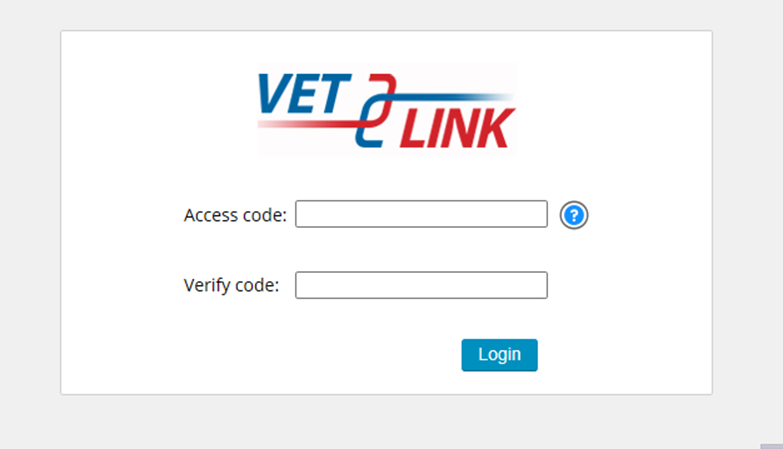 VET
LINK
Access code:
?
Verify code:
Login